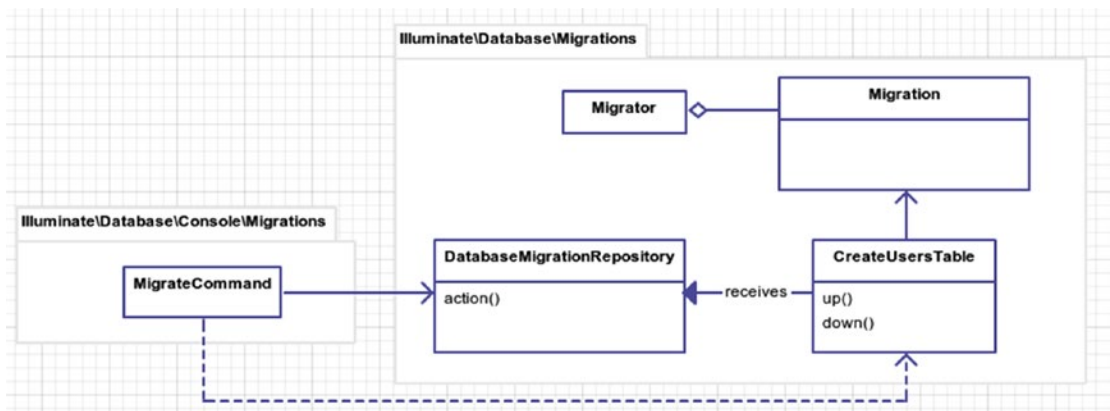 Illuminate\Database\Migrations
Migrator
Migration
Illuminate\Database\Console\Migrations
MigrateCommand
DatabaseMigrationRepository
action()
receives
CreateUsersTable
up()
down()